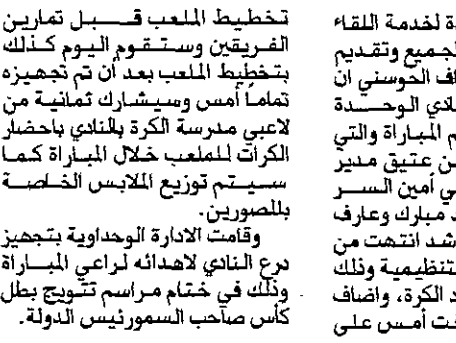 ة لخدمة اللقاء
لجميع وتقديم
اف الحوسني ان
ادي الوحدة
م المباراة والتي
ن عتيق مدير
ي أمين السر
د مبارك وعارف
شد انتهت من
تنظيمية وذلك
د الكرة، واضاف
ت أمس على
تخطيط الملعب قبل تمارين
الفريقين وستقوم اليوم كذلك
بتخطيط الملعب بعد أن تم تجهيزه
تماماً أمس وسيشارك ثمانية من
لاعبي مدرسة الكرة بالنادي باحضار
الكرات للملعب خلال المباراة كما
سيتم توزيع الملابس الخاصة
بالمصورين.
وقامت الادارة الوحداوية بتجهيز
درع النادي لاهدائه لراعي المباراة
وذلك في ختام مراسم تتويج بطل
كأس صاحب السمورئيس الدولة.